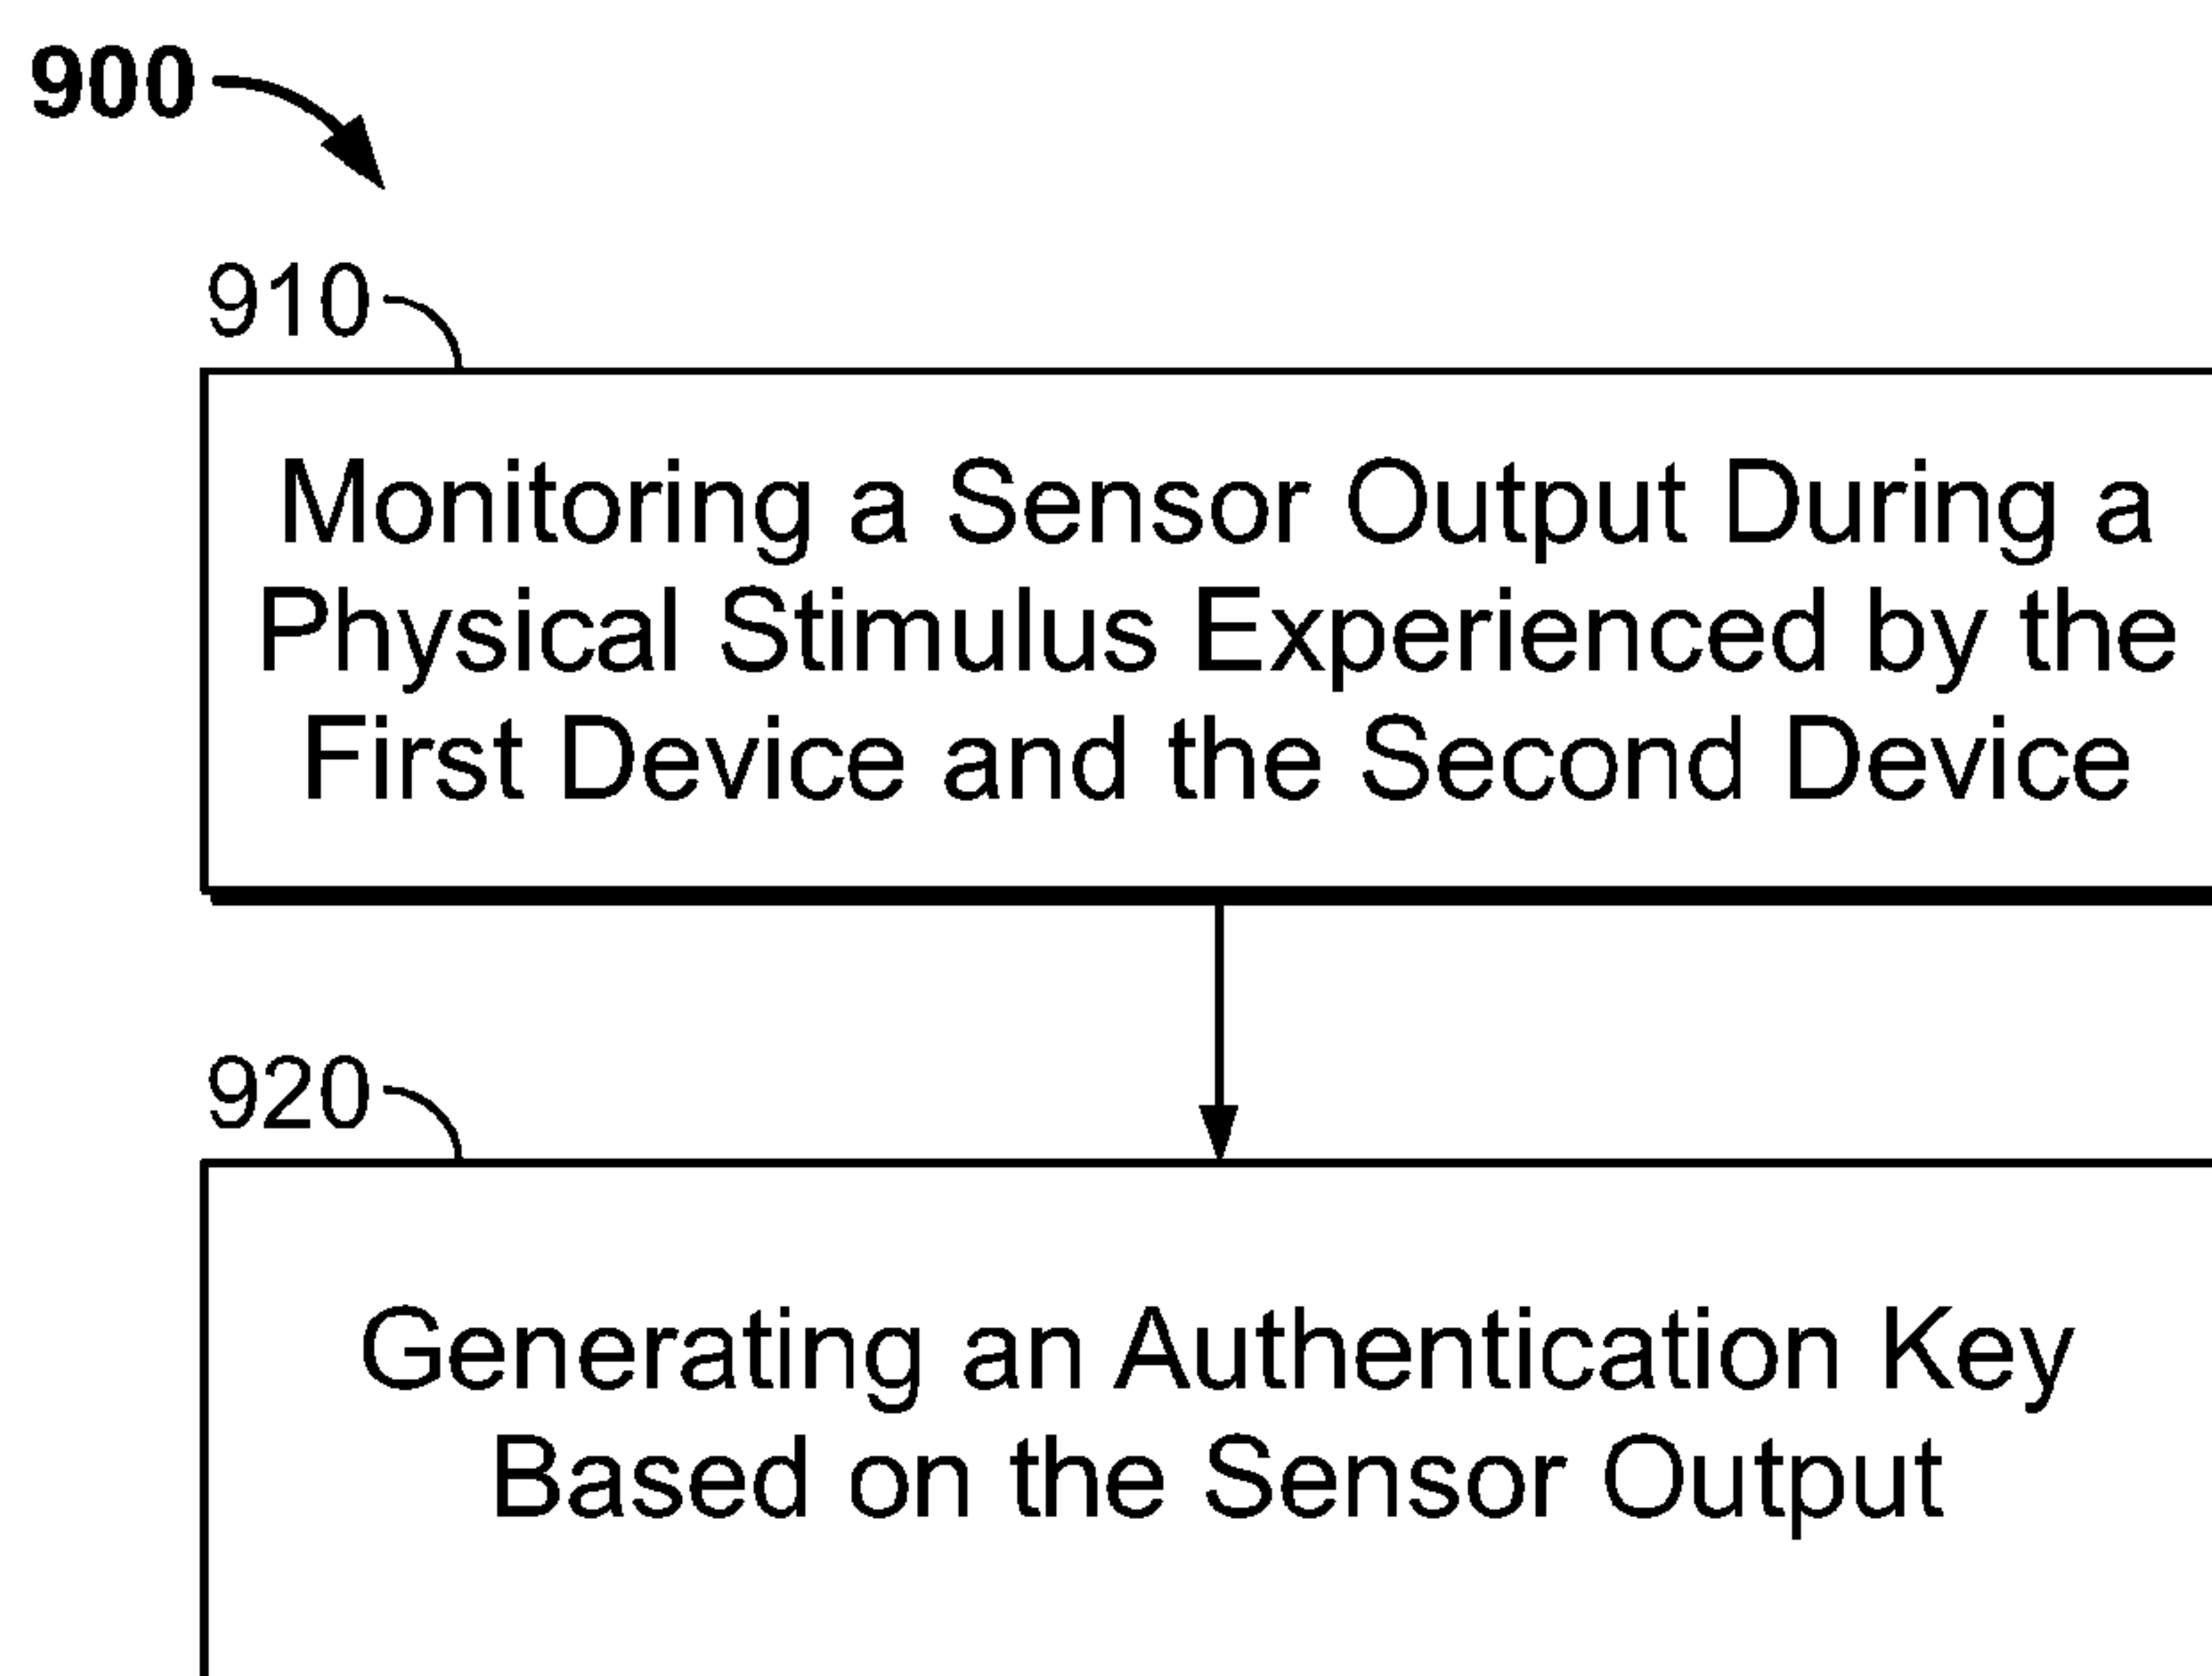 900
910
Monitoring a Sensor Output During a
Physical Stimulus Experienced by the
First Device and the Second Device
920
Generating an Authentication Key
Based on the Sensor Output